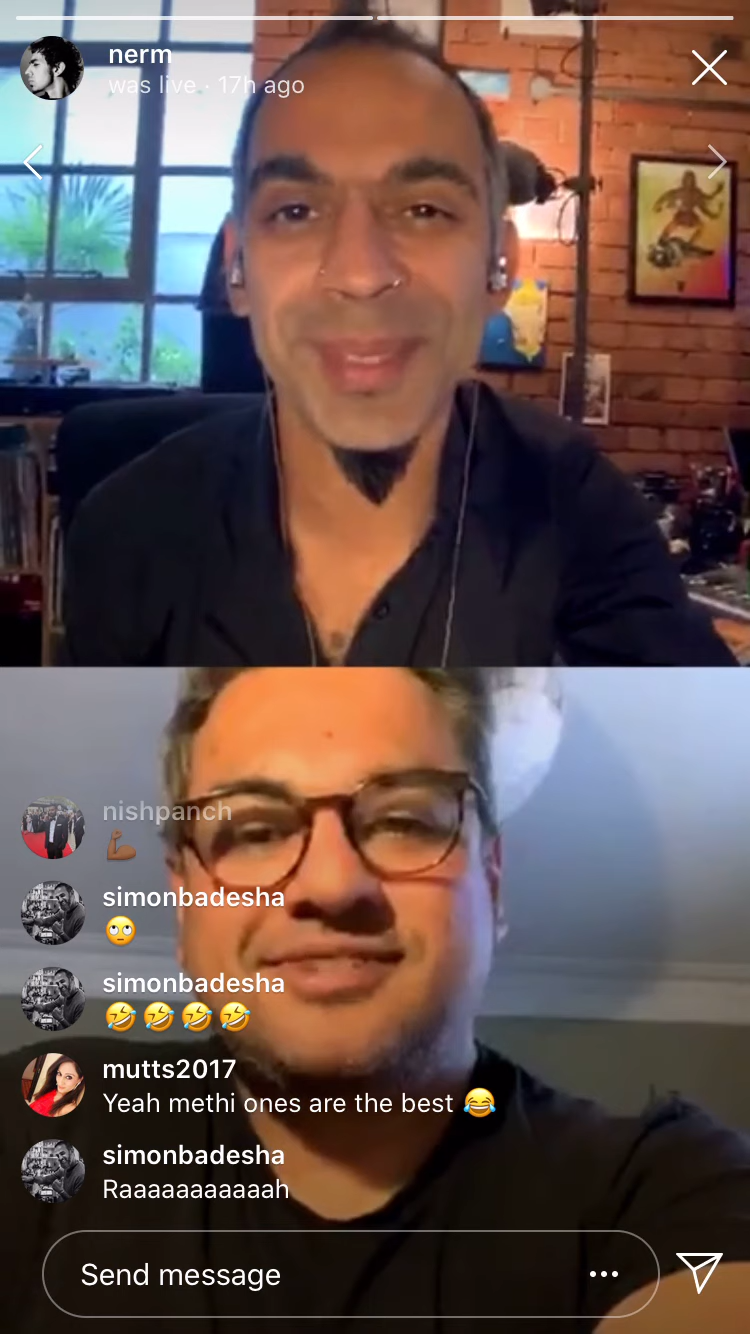 nerm
was live · 17h ago
nishpanch
💪🏾
simonbadesha
🙄
simonbadesha
🤣🤣🤣🤣
mutts2017
Yeah methi ones are the best 😂
simonbadesha
Raaaaaaaaaaah
Send message